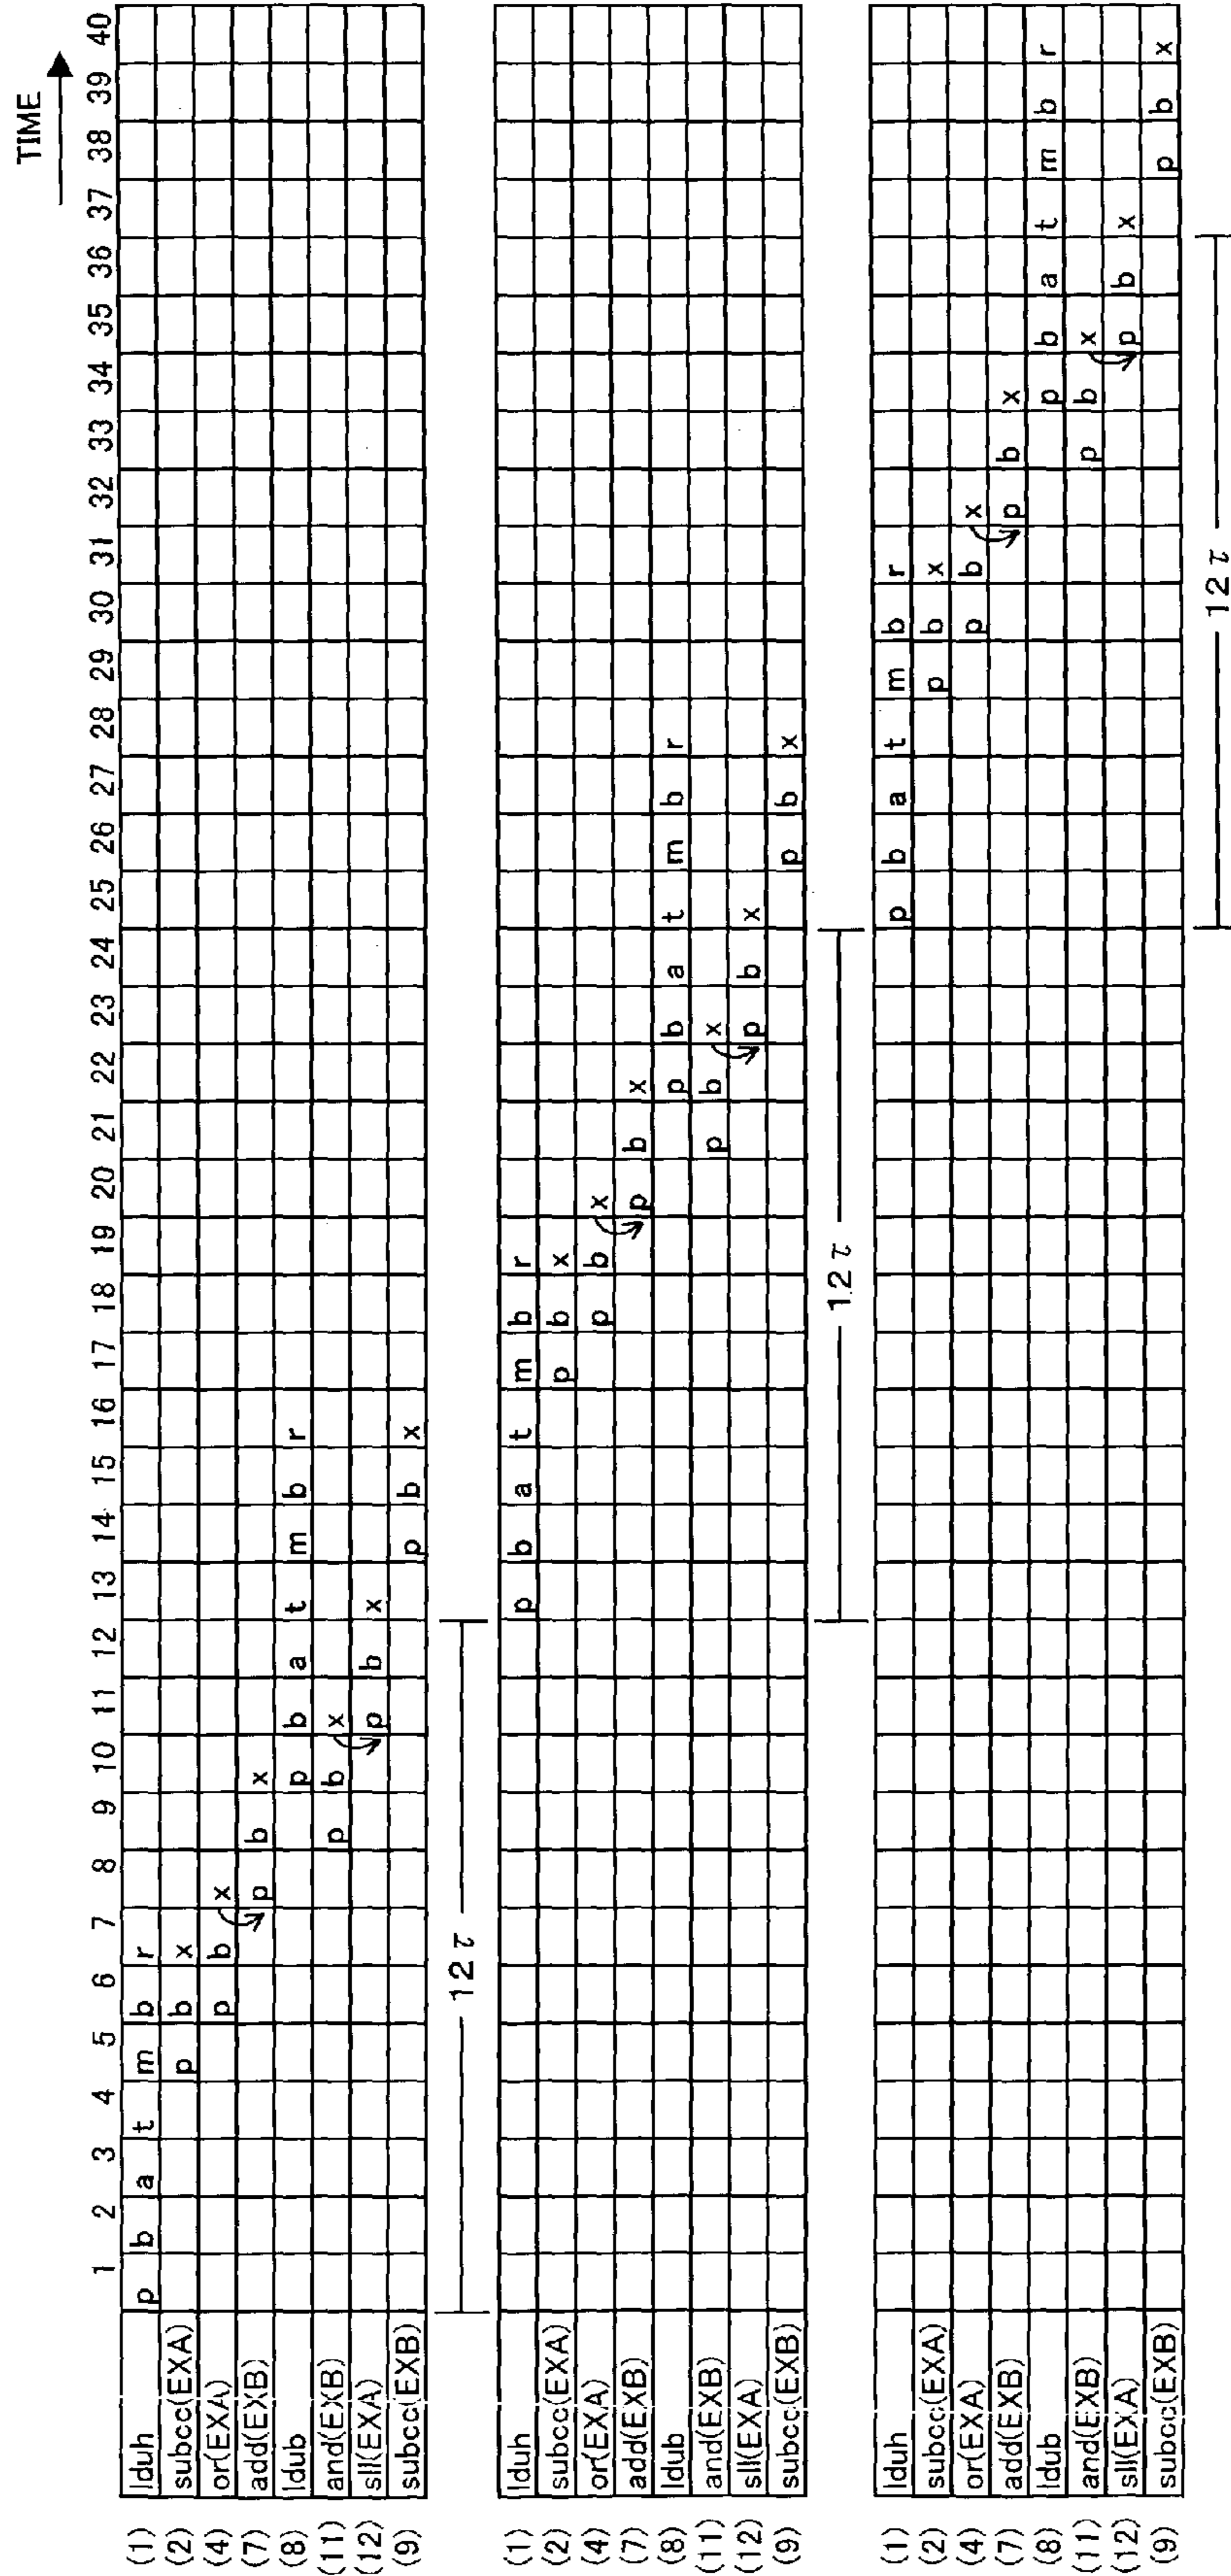 TIME
1 2 3 4 5 6 7 8 9 10 11 12 13 14 15 16 17 18 19 20 21 22 23 24 25 26 27 28 29 30 31 32 33 34 35 36 37 38 39 40
(1) lduh p b a t m b r
(2) subcc(EXA) p b x
(4) or(EXA) p b x
(7) add(EXB) p b x
(8) ldub p b a t m b r
(11) and(EXB) p b x
(12) sll(EXA) p b x
(9) subcc(EXB) p b x
12 τ
(1) lduh p b a t m b r
(2) subcc(EXA) p b x
(4) or(EXA) p b x
(7) add(EXB) p b x
(8) ldub p b a t m b r
(11) and(EXB) p b x
(12) sll(EXA) p b x
(9) subcc(EXB) p b x
12 τ
(1) lduh p b a t m b r
(2) subcc(EXA) p b x
(4) or(EXA) p b x
(7) add(EXB) p b x
(8) ldub p b a t m b r
(11) and(EXB) p b x
(12) sll(EXA) p b x
(9) subcc(EXB) p b x
12 τ